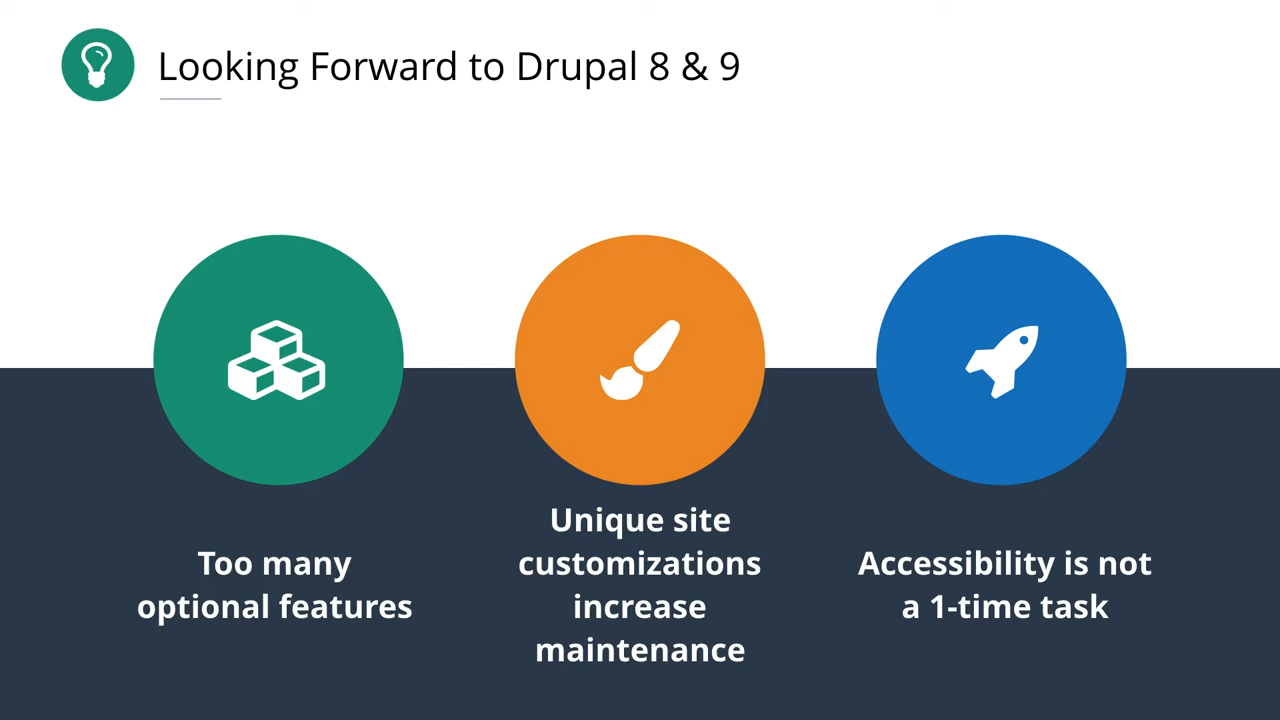 Looking Forward to Drupal 8 & 9
Too many
optional features
Unique site
customizations
increase
maintenance
Accessibility is not
a 1-time task